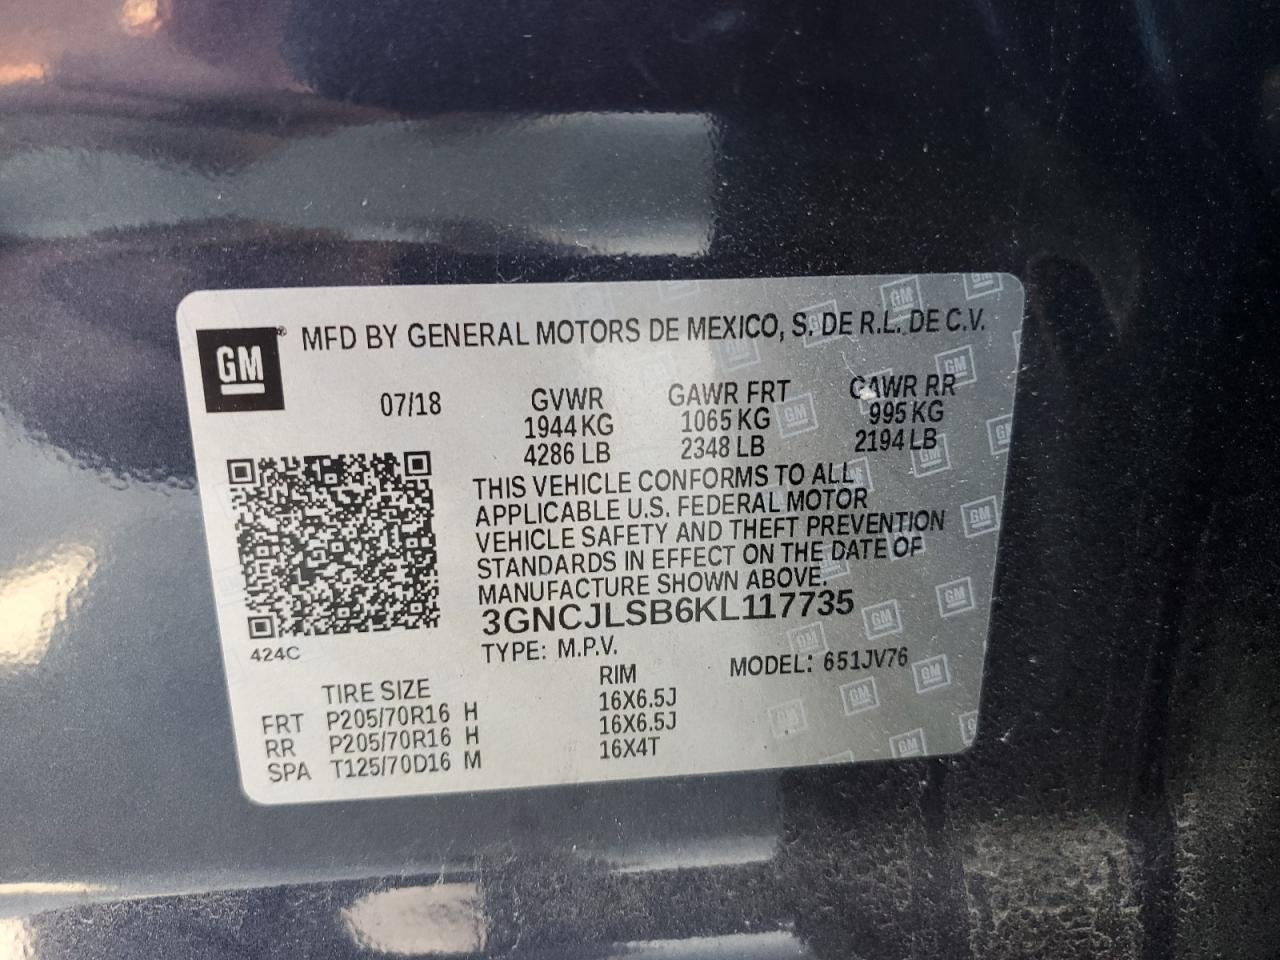 GM® MFD BY GENERAL MOTORS DE MEXICO, S. DE R.L. DE C.V.
07/18 GVWR GAWR FRT GAWR RR
1944 KG 1065 KG 995 KG
4286 LB 2348 LB 2194 LB
THIS VEHICLE CONFORMS TO ALL
APPLICABLE U.S. FEDERAL MOTOR
VEHICLE SAFETY AND THEFT PREVENTION
STANDARDS IN EFFECT ON THE DATE OF
MANUFACTURE SHOWN ABOVE.
3GNCJLSB6KL117735
424C
TYPE: M.P.V. MODEL: 651JV76
TIRE SIZE RIM
FRT P205/70R16 H 16X6.5J
RR P205/70R16 H 16X6.5J
SPA T125/70D16 M 16X4T